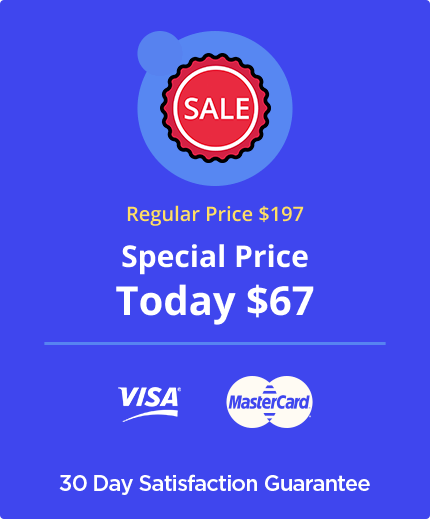 SALE
Regular Price $197
Special Price
Today $67
VISA MasterCard
30 Day Satisfaction Guarantee